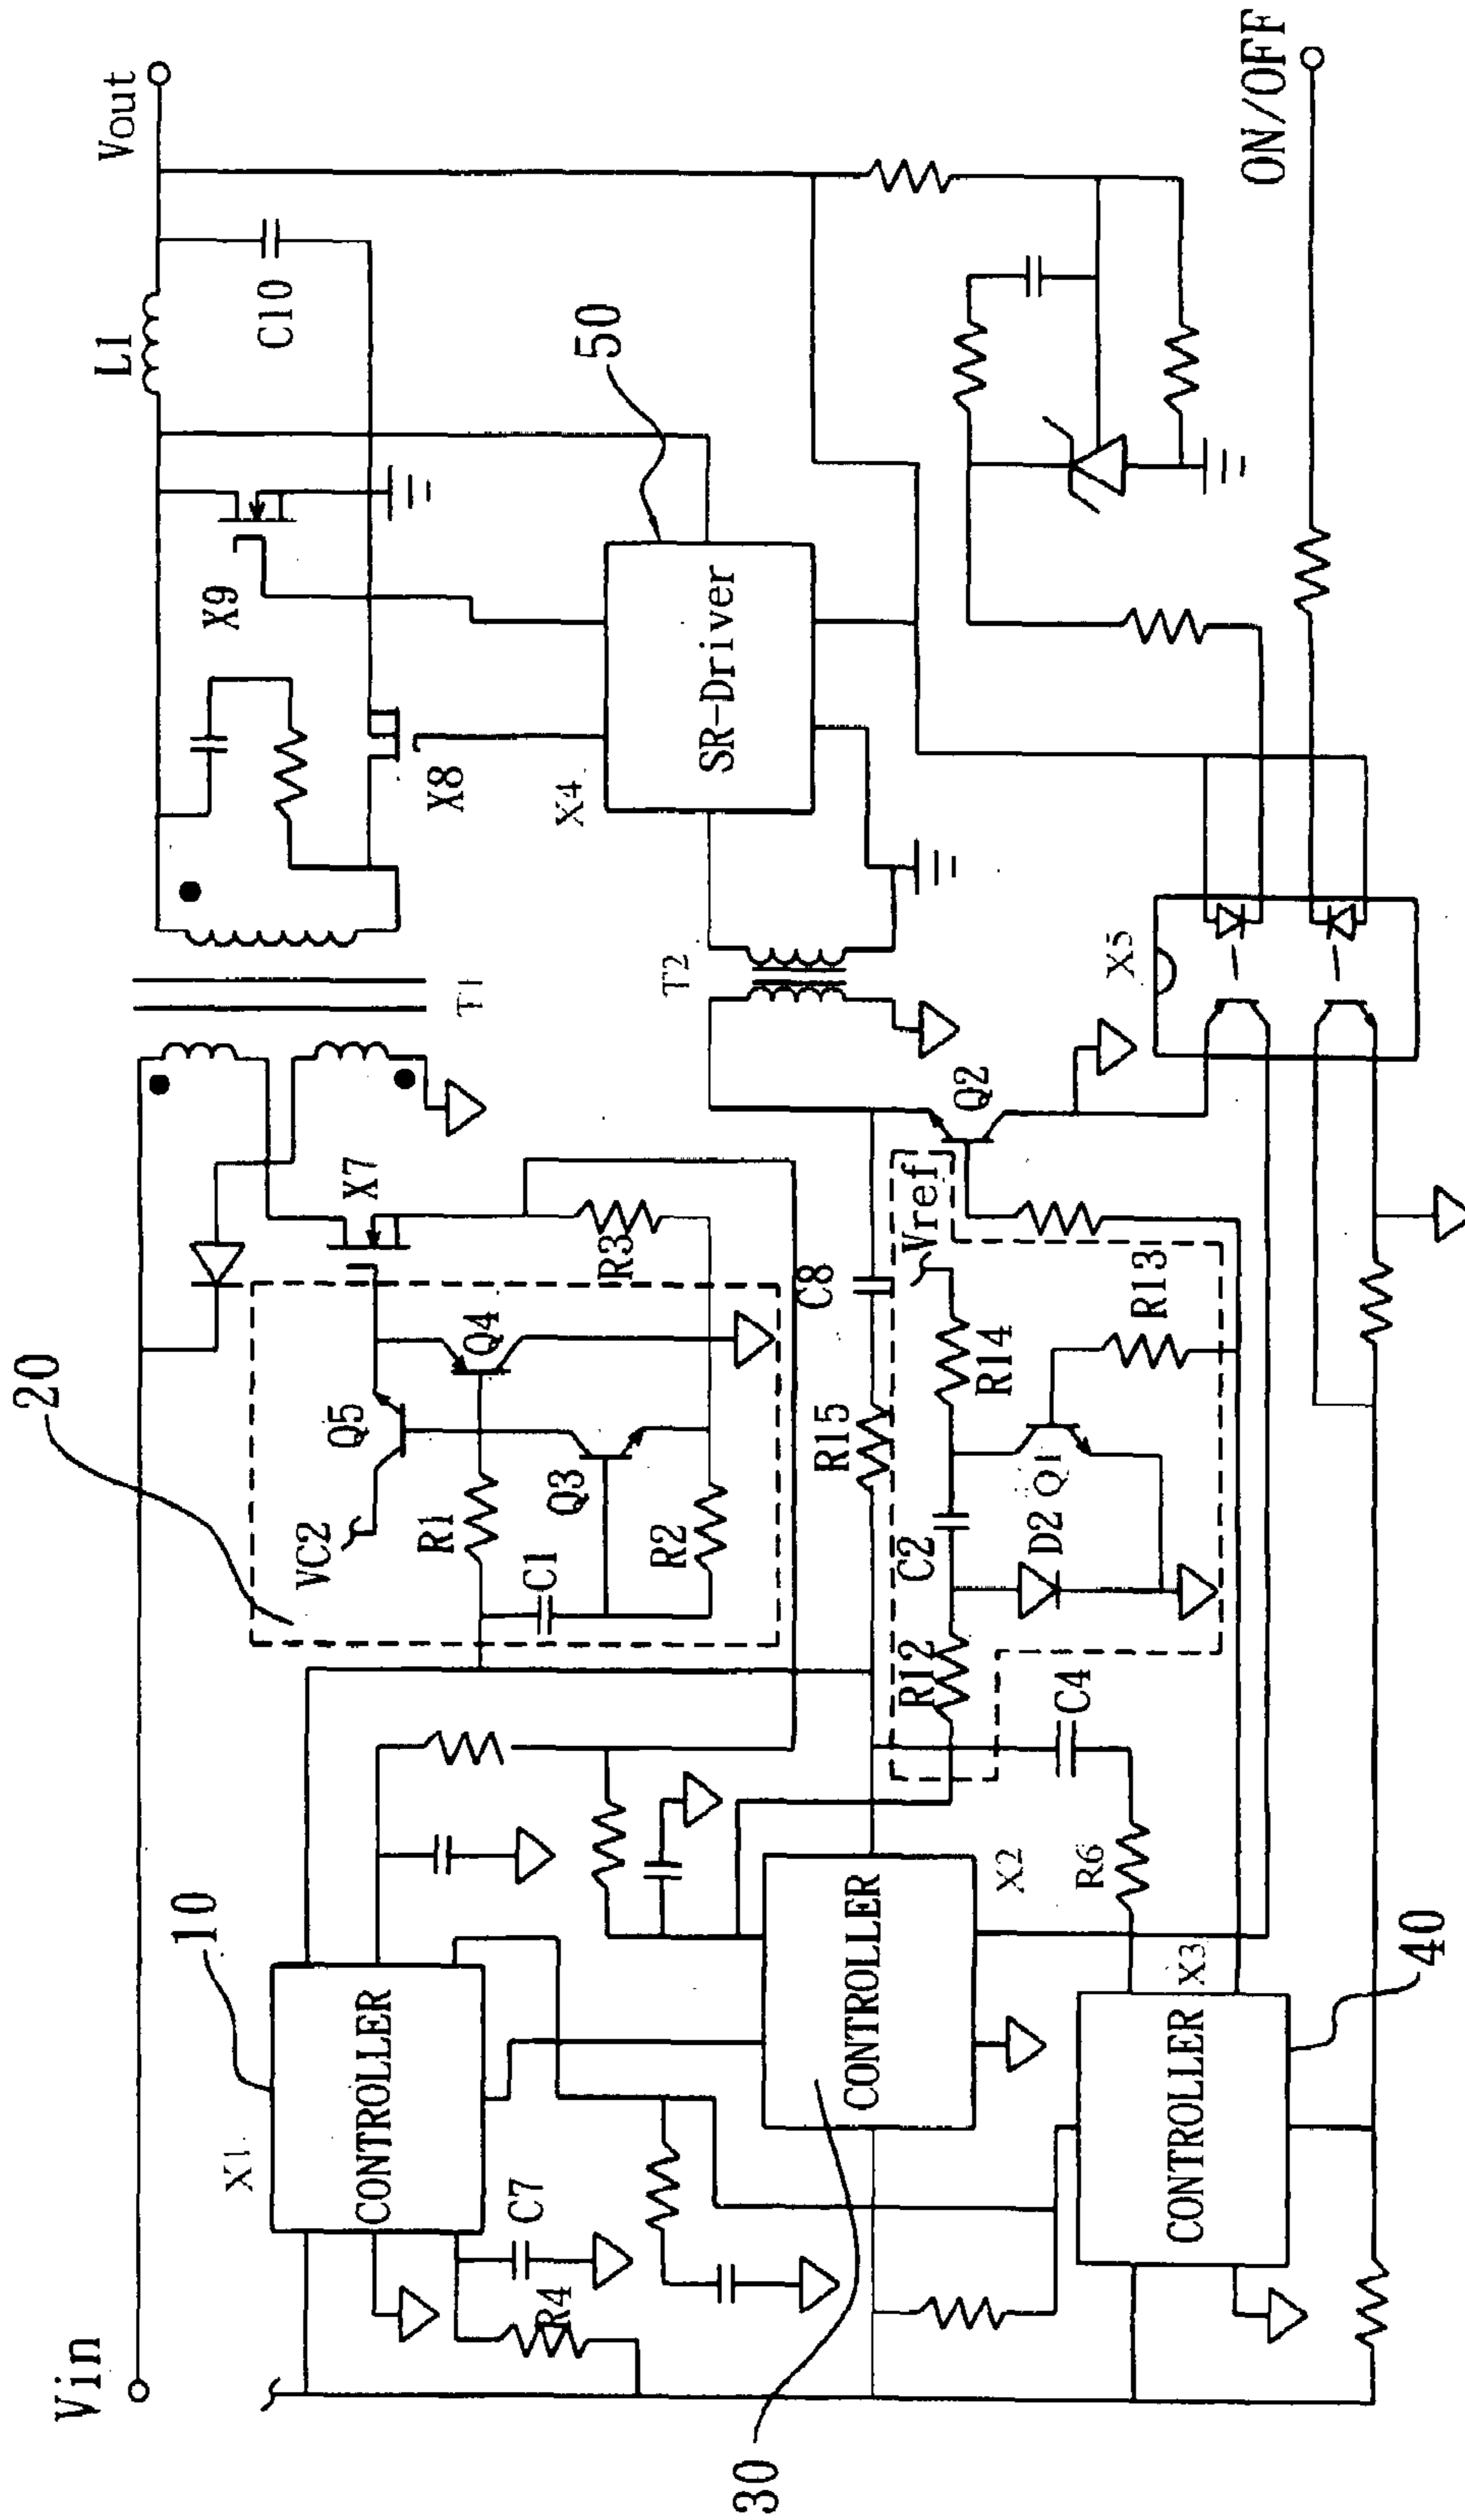 Vin
20
10
X1
CONTROLLER
R4
C7
VC2
R1
C1
Q5
Q4
Q3
R2
R3
X7
T1
L1
Vout
C10
X9
X8
X4
50
SR-Driver
T2
30
CONTROLLER
X2
R15
C8
Vref
R14
C2
R12
D2
Q1
R13
Q2
C4
R6
X3
CONTROLLER
40
X5
ON/OFF